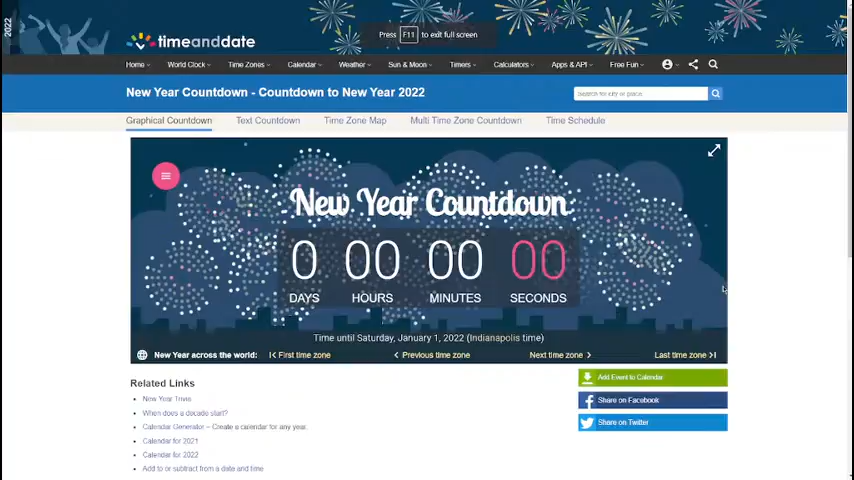 2022
timeanddate
Press F11 to exit full screen
Home World Clock Time Zones Calendar Weather Sun & Moon Timers Calculators Apps & API Free Fun
New Year Countdown - Countdown to New Year 2022
Search for city or place
Graphical Countdown Text Countdown Time Zone Map Multi Time Zone Countdown Time Schedule
New Year Countdown
0 00 00 00
DAYS HOURS MINUTES SECONDS
Time until Saturday, January 1, 2022 (Indianapolis time)
New Year across the world: First time zone Previous time zone Next time zone Last time zone
Related Links
New Year Trivia
When does a decade start?
Calendar Generator – Create a calendar for any year.
Calendar for 2021
Calendar for 2022
Add to or subtract from a date and time
Add Event to Calendar
Share on Facebook
Share on Twitter